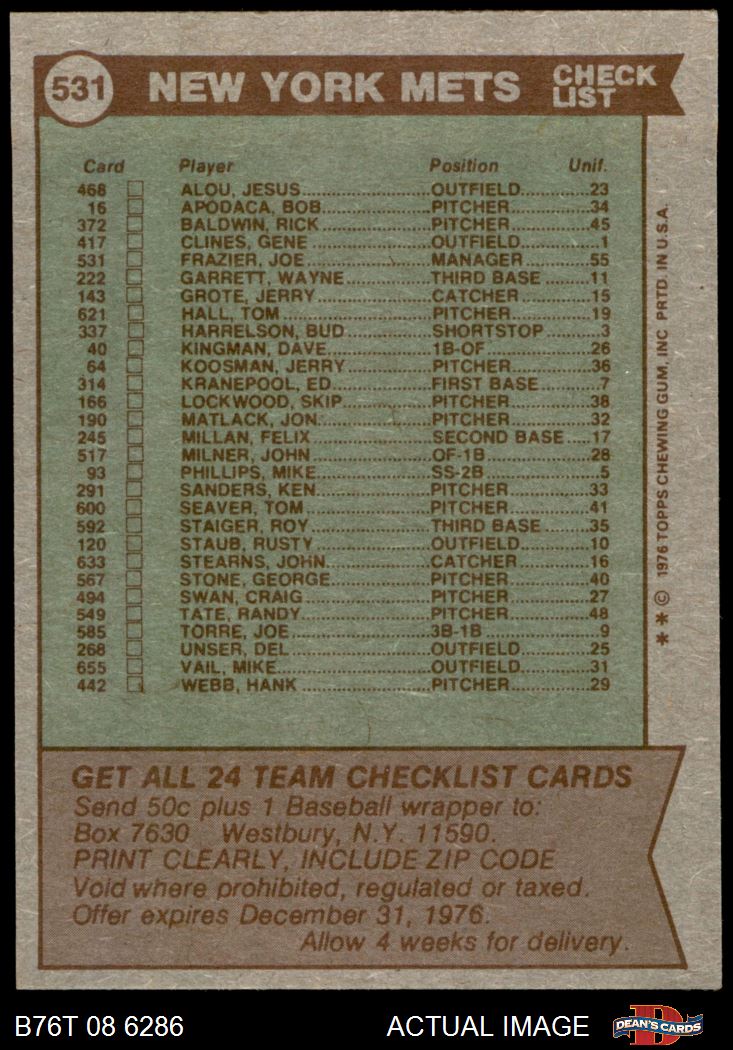 531 NEW YORK METS CHECK LIST
Card Player Position Unif.
468 ALOU, JESUS OUTFIELD 23
16 APODACA, BOB PITCHER 34
372 BALDWIN, RICK PITCHER 45
417 CLINES, GENE OUTFIELD 1
531 FRAZIER, JOE MANAGER 55
222 GARRETT, WAYNE THIRD BASE 11
143 GROTE, JERRY CATCHER 15
621 HALL, TOM PITCHER 19
337 HARRELSON, BUD SHORTSTOP 3
40 KINGMAN, DAVE 1B-OF 26
64 KOOSMAN, JERRY PITCHER 36
314 KRANEPOOL, ED FIRST BASE 7
166 LOCKWOOD, SKIP PITCHER 38
190 MATLACK, JON PITCHER 32
245 MILLAN, FELIX SECOND BASE 17
517 MILNER, JOHN OF-1B 28
93 PHILLIPS, MIKE SS-2B 5
291 SANDERS, KEN PITCHER 33
600 SEAVER, TOM PITCHER 41
592 STAIGER, ROY THIRD BASE 35
120 STAUB, RUSTY OUTFIELD 10
633 STEARNS, JOHN CATCHER 16
567 STONE, GEORGE PITCHER 40
494 SWAN, CRAIG PITCHER 27
549 TATE, RANDY PITCHER 48
585 TORRE, JOE 3B-1B 9
268 UNSER, DEL OUTFIELD 25
655 VAIL, MIKE OUTFIELD 31
442 WEBB, HANK PITCHER 29
* * © 1976 TOPPS CHEWING GUM, INC PRTD. IN U.S.A.
GET ALL 24 TEAM CHECKLIST CARDS
Send 50c plus 1 Baseball wrapper to:
Box 7630 Westbury, N.Y. 11590.
PRINT CLEARLY, INCLUDE ZIP CODE
Void where prohibited, regulated or taxed.
Offer expires December 31, 1976.
Allow 4 weeks for delivery.
B76T 08 6286 ACTUAL IMAGE D DEAN'S CARDS